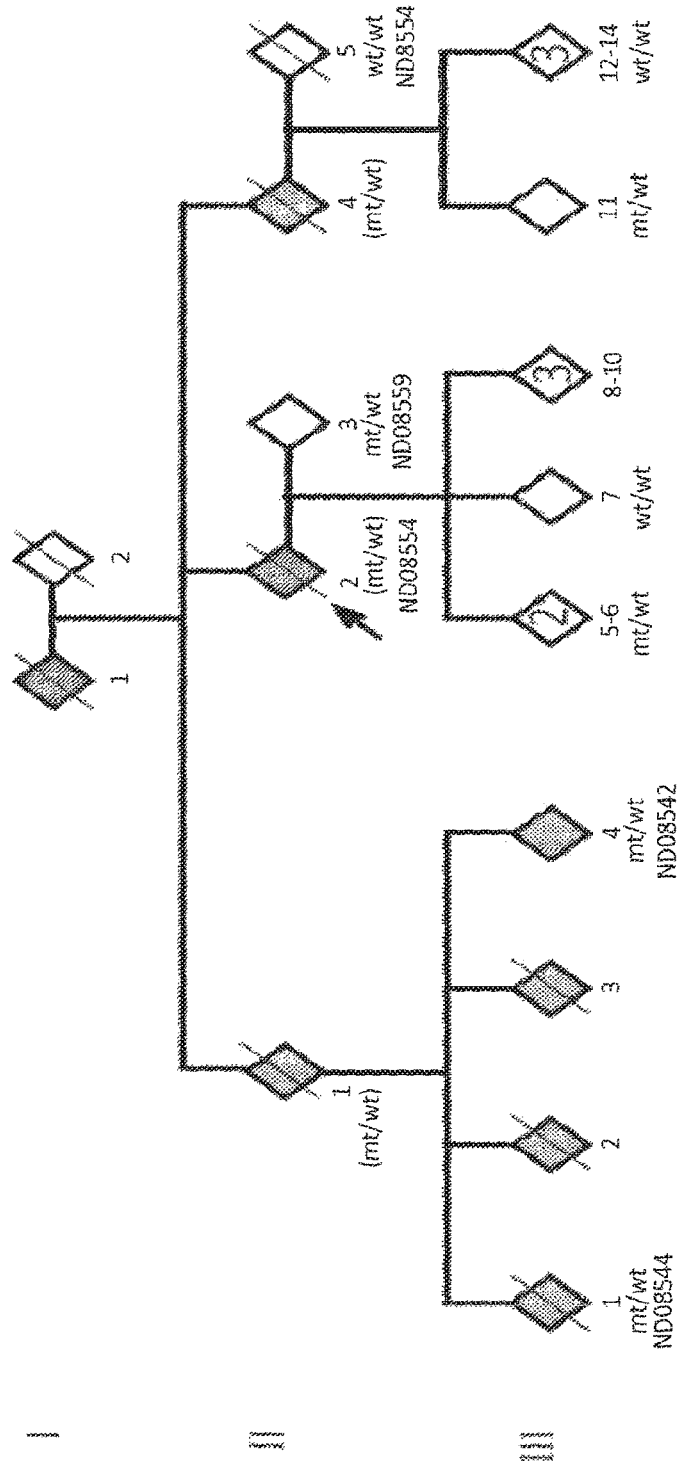 I
1
2
II
1
(mt/wt)
2
(mt/wt)
ND08554
3
mt/wt
ND08559
4
(mt/wt)
5
wt/wt
ND8554
III
1
mt/wt
ND08544
2
3
4
mt/wt
ND08542
2
5-6
mt/wt
7
wt/wt
3
8-10
11
mt/wt
3
12-14
wt/wt